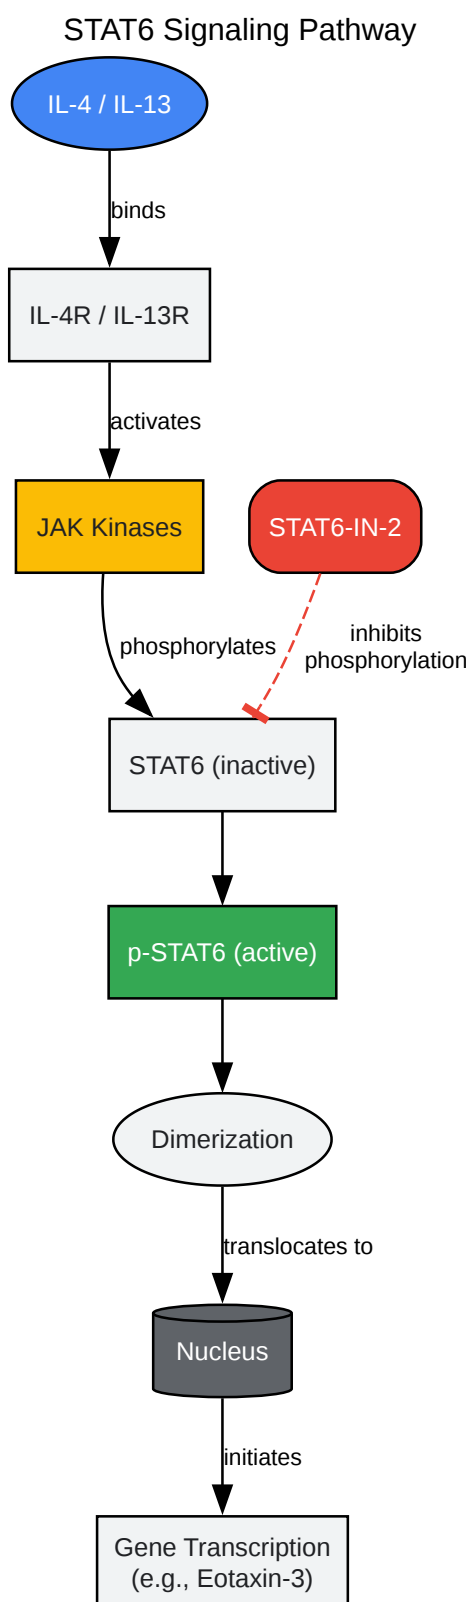 STAT6 Signaling Pathway
IL-4 / IL-13
binds
IL-4R / IL-13R
activates
JAK Kinases
STAT6-IN-2
phosphorylates
inhibits
phosphorylation
STAT6 (inactive)
p-STAT6 (active)
Dimerization
translocates to
Nucleus
initiates
Gene Transcription
(e.g., Eotaxin-3)